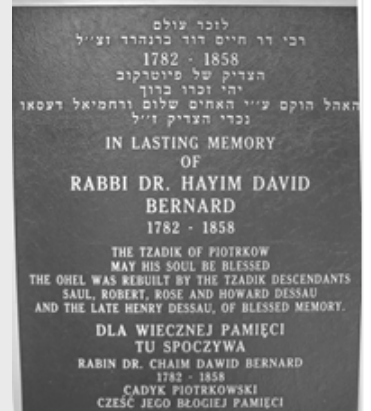 לזכר עולם
רבי דר חיים דוד ברנהרד זצ״ל
1782 - 1858
הצדיק של פיוטרקוב
יהי זכרו ברוך
האהל הוקם ע״י האחים שלום ורחמיאל דעסאו
נכדי הצדיק ז״ל
IN LASTING MEMORY
OF
RABBI DR. HAYIM DAVID
BERNARD
1782 - 1858
THE TZADIK OF PIOTRKOW
MAY HIS SOUL BE BLESSED
THE OHEL WAS REBUILT BY THE TZADIK DESCENDANTS
SAUL, ROBERT, ROSE AND HOWARD DESSAU
AND THE LATE HENRY DESSAU, OF BLESSED MEMORY.
DLA WIECZNEJ PAMIĘCI
TU SPOCZYWA
RABIN DR. CHAIM DAWID BERNARD
1782 - 1858
CADYK PIOTRKOWSKI
CZEŚĆ JEGO BŁOGIEJ PAMIĘCI